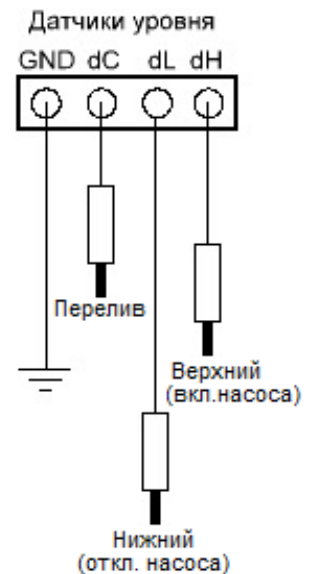 Датчики уровня
GND dC dL dH
Перелив
Верхний
(вкл.насоса)
Нижний
(откл. насоса)